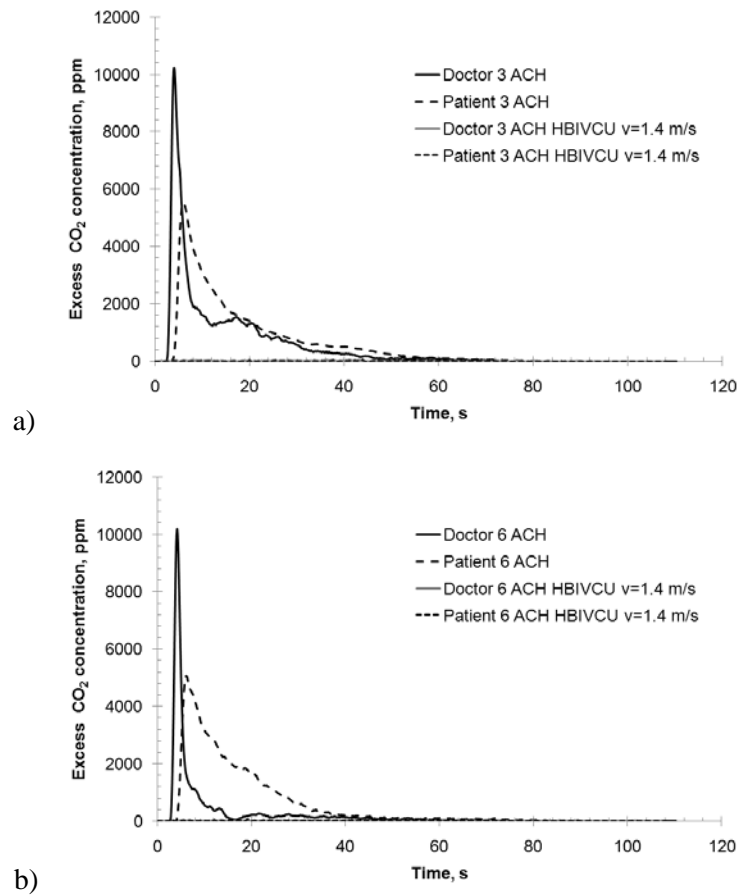 12000
10000
8000
6000
4000
2000
0
Excess CO2 concentration, ppm
Doctor 3 ACH
Patient 3 ACH
Doctor 3 ACH HBIVCU v=1.4 m/s
Patient 3 ACH HBIVCU v=1.4 m/s
0 20 40 60 80 100 120
Time, s
a)
12000
10000
8000
6000
4000
2000
0
Excess CO2 concentration, ppm
Doctor 6 ACH
Patient 6 ACH
Doctor 6 ACH HBIVCU v=1.4 m/s
Patient 6 ACH HBIVCU v=1.4 m/s
0 20 40 60 80 100 120
Time, s
b)